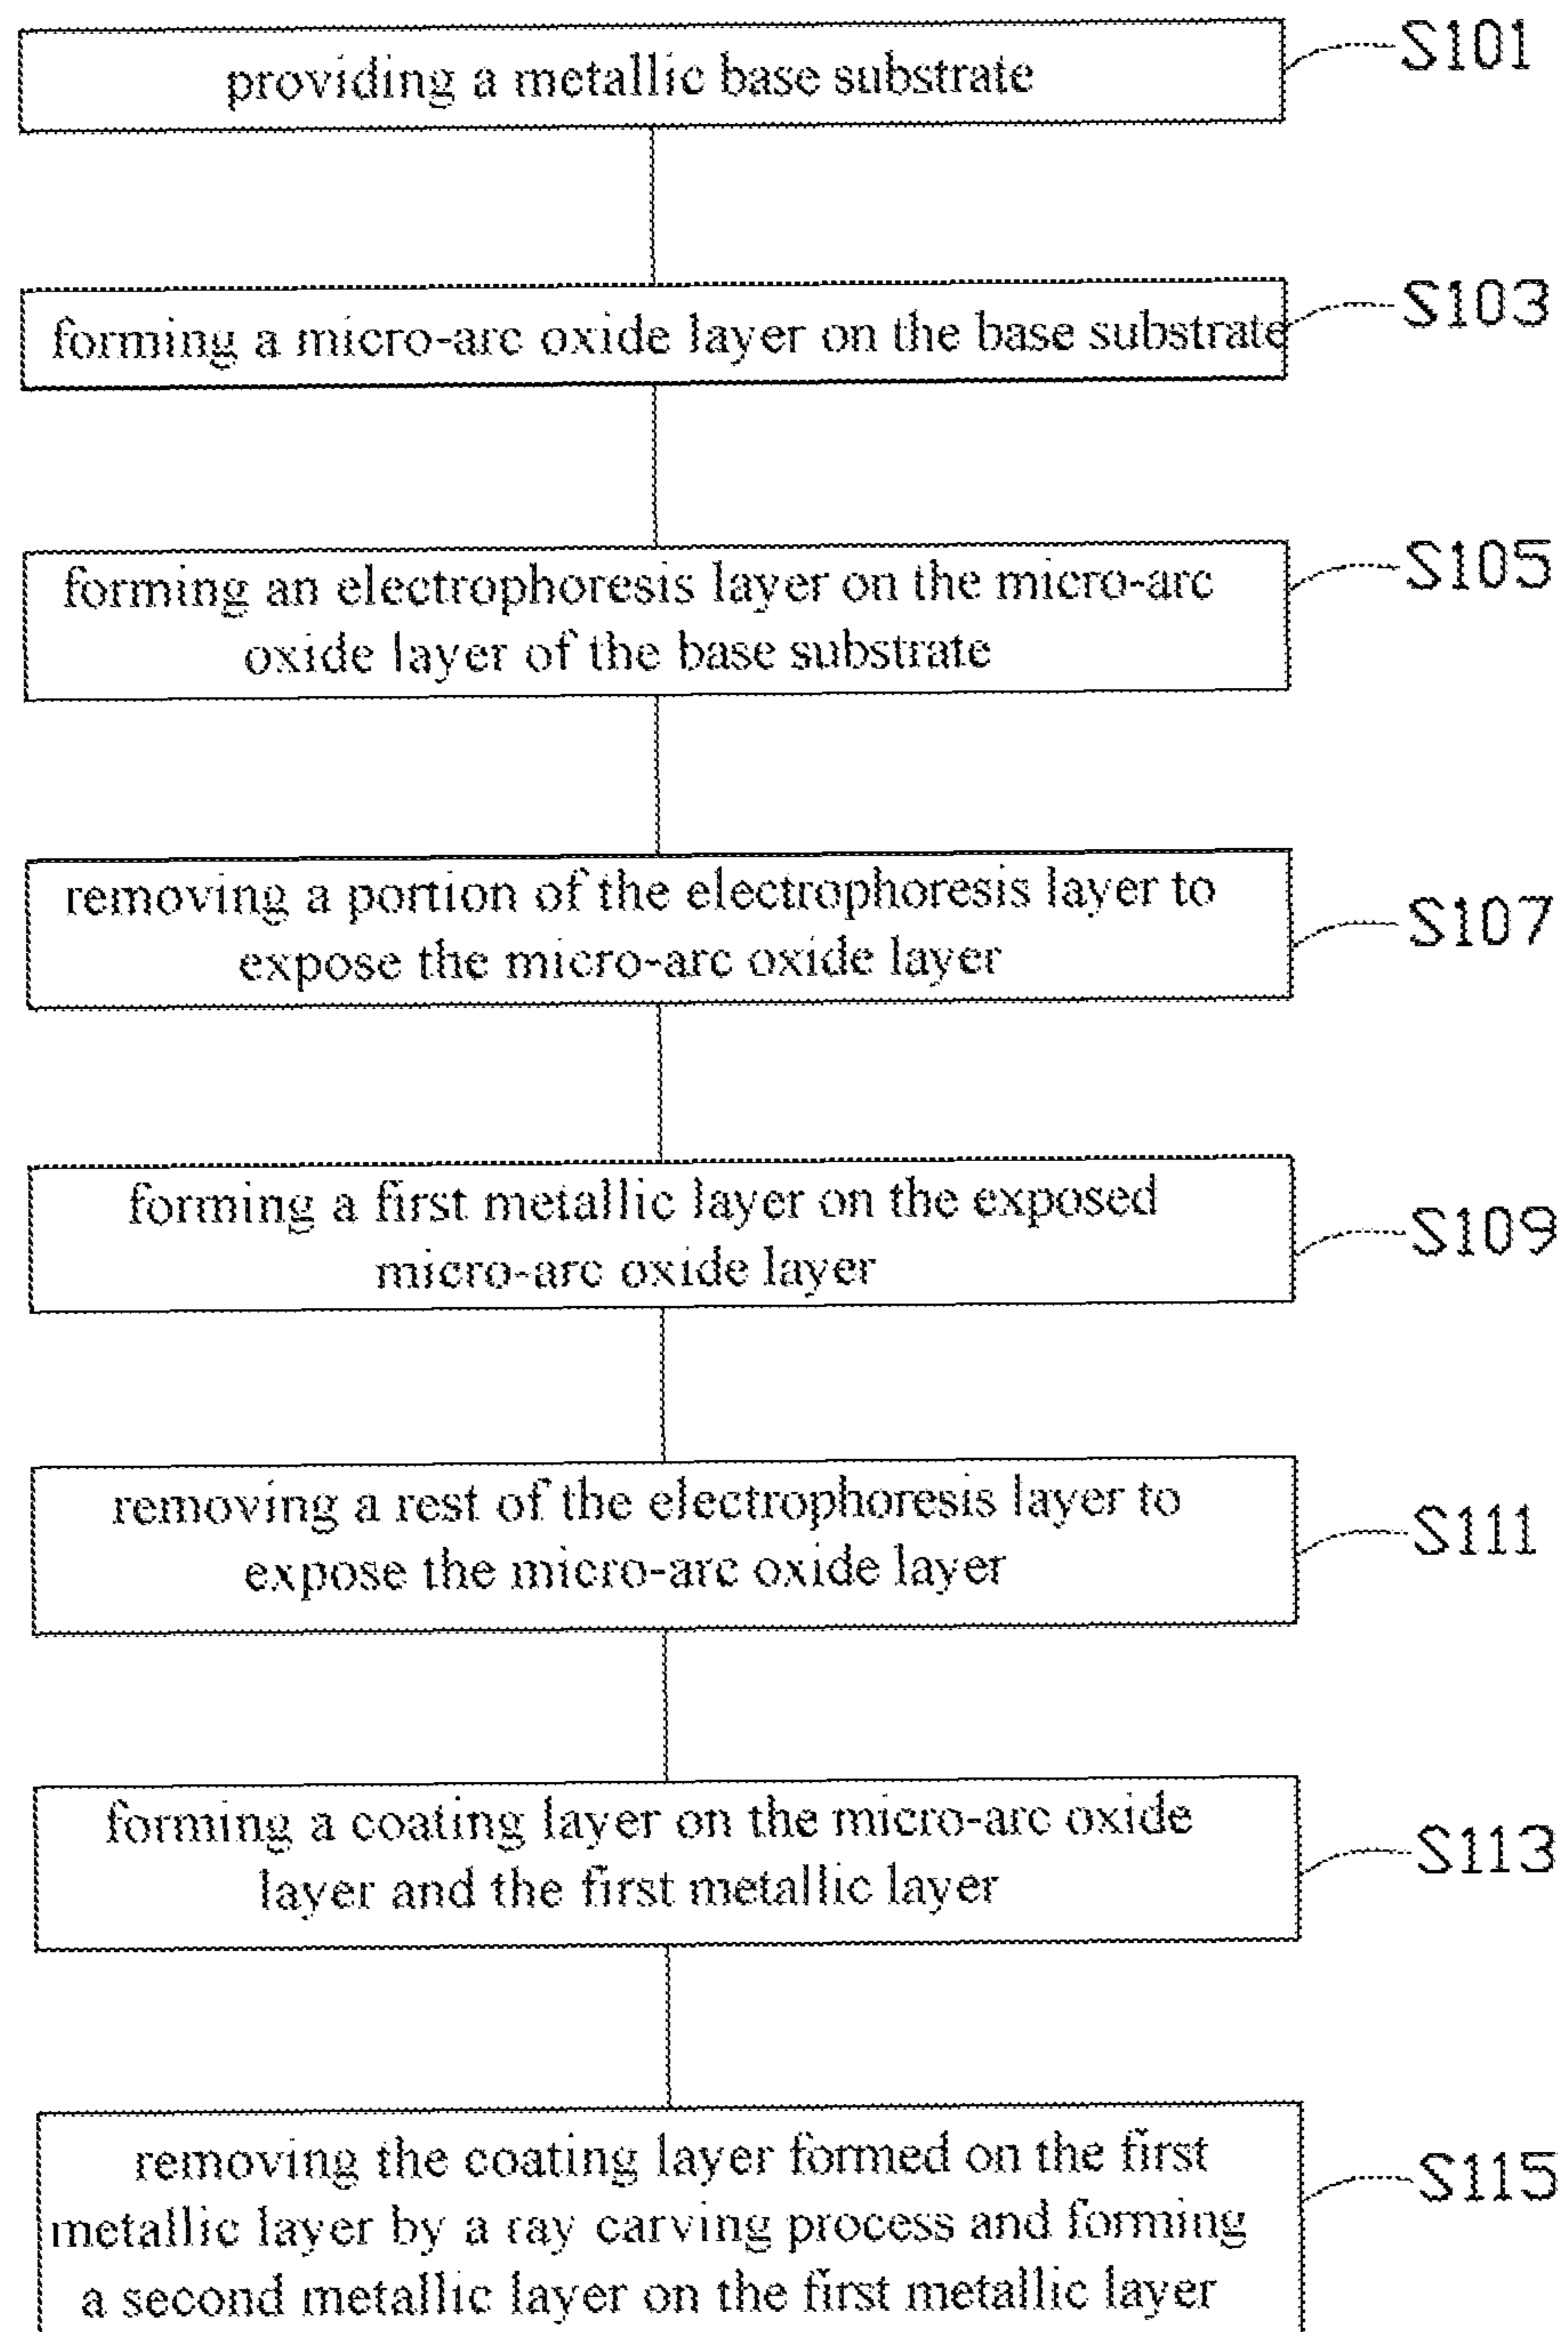 providing a metallic base substrate
S101
forming a micro-arc oxide layer on the base substrate
S103
forming an electrophoresis layer on the micro-arc
oxide layer of the base substrate
S105
removing a portion of the electrophoresis layer to
expose the micro-arc oxide layer
S107
forming a first metallic layer on the exposed
micro-arc oxide layer
S109
removing a rest of the electrophoresis layer to
expose the micro-arc oxide layer
S111
forming a coating layer on the micro-arc oxide
layer and the first metallic layer
S113
removing the coating layer formed on the first
metallic layer by a ray carving process and forming
a second metallic layer on the first metallic layer
S115